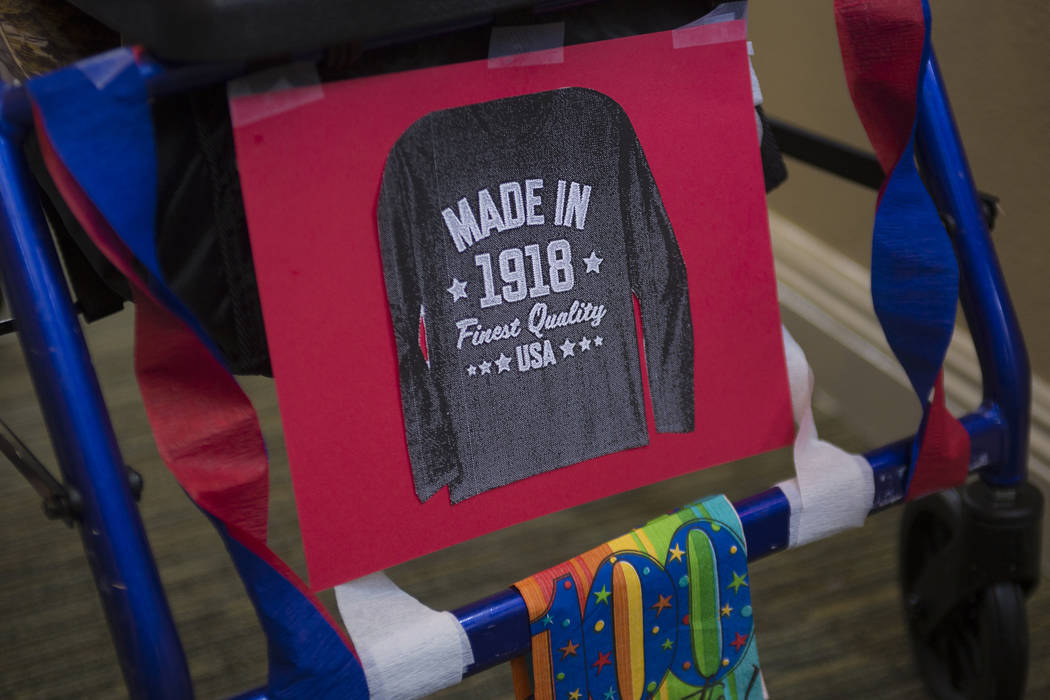 MADE IN
1918
Finest Quality
USA
100